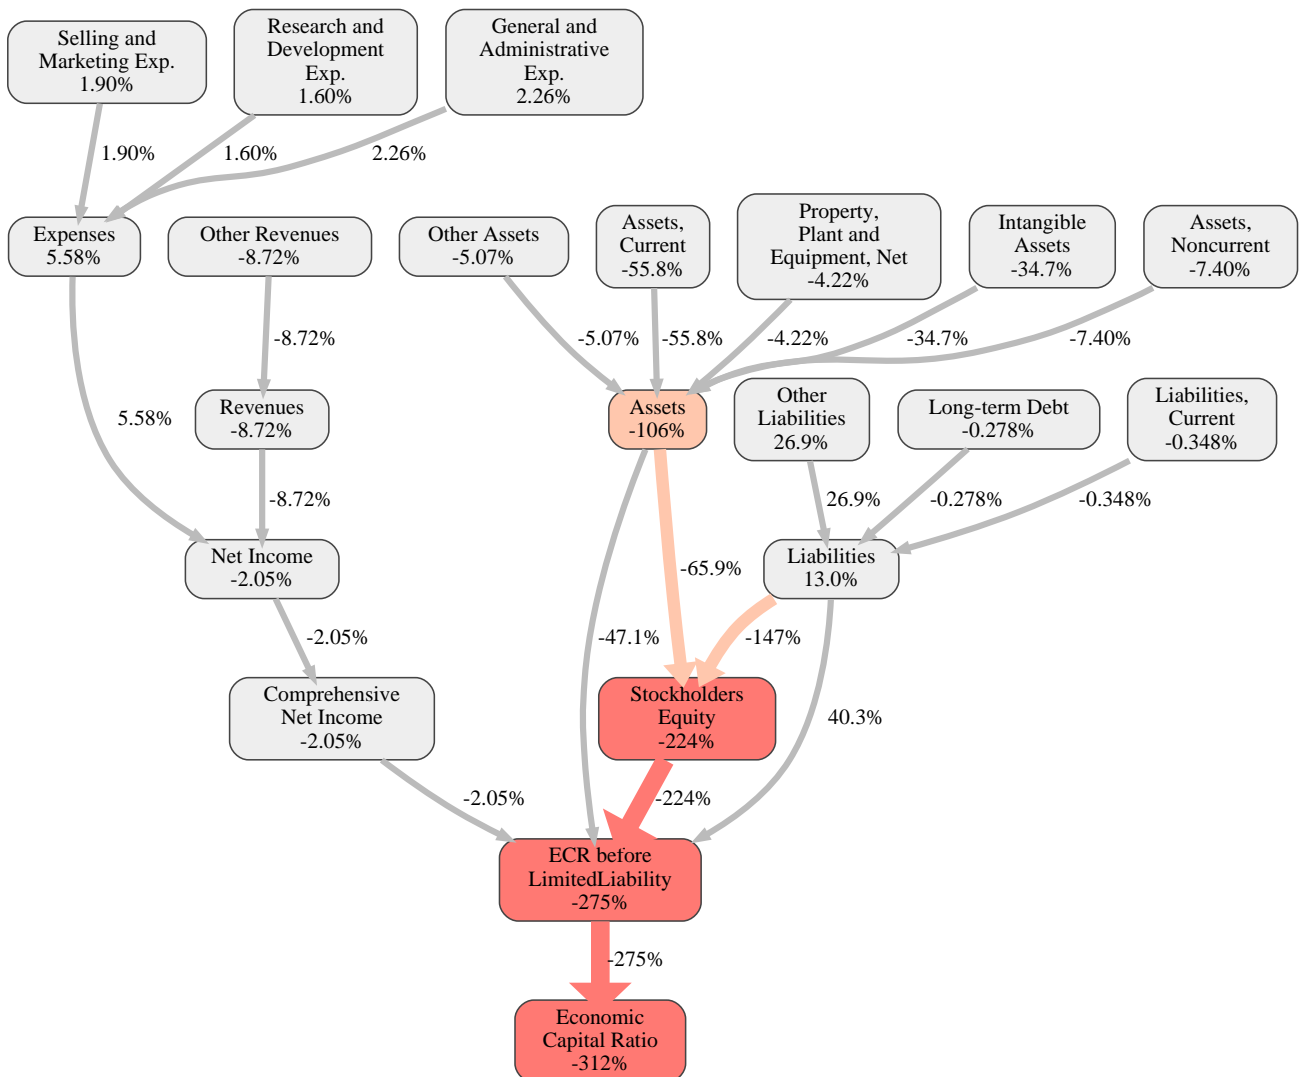 Selling and
Marketing Exp.
1.90%
Research and
Development
Exp.
1.60%
General and
Administrative
Exp.
2.26%
1.90%
1.60%
2.26%
Expenses
5.58%
Other Revenues
-8.72%
Other Assets
-5.07%
Assets,
Current
-55.8%
Property,
Plant and
Equipment, Net
-4.22%
Intangible
Assets
-34.7%
Assets,
Noncurrent
-7.40%
-8.72%
-5.07%
-55.8%
-4.22%
-34.7%
-7.40%
5.58%
Revenues
-8.72%
Assets
-106%
Other
Liabilities
26.9%
Long-term Debt
-0.278%
Liabilities,
Current
-0.348%
-8.72%
26.9%
-0.278%
-0.348%
Net Income
-2.05%
-65.9%
Liabilities
13.0%
-2.05%
-47.1%
-147%
Comprehensive
Net Income
-2.05%
Stockholders
Equity
-224%
40.3%
-2.05%
-224%
ECR before
LimitedLiability
-275%
-275%
Economic
Capital Ratio
-312%